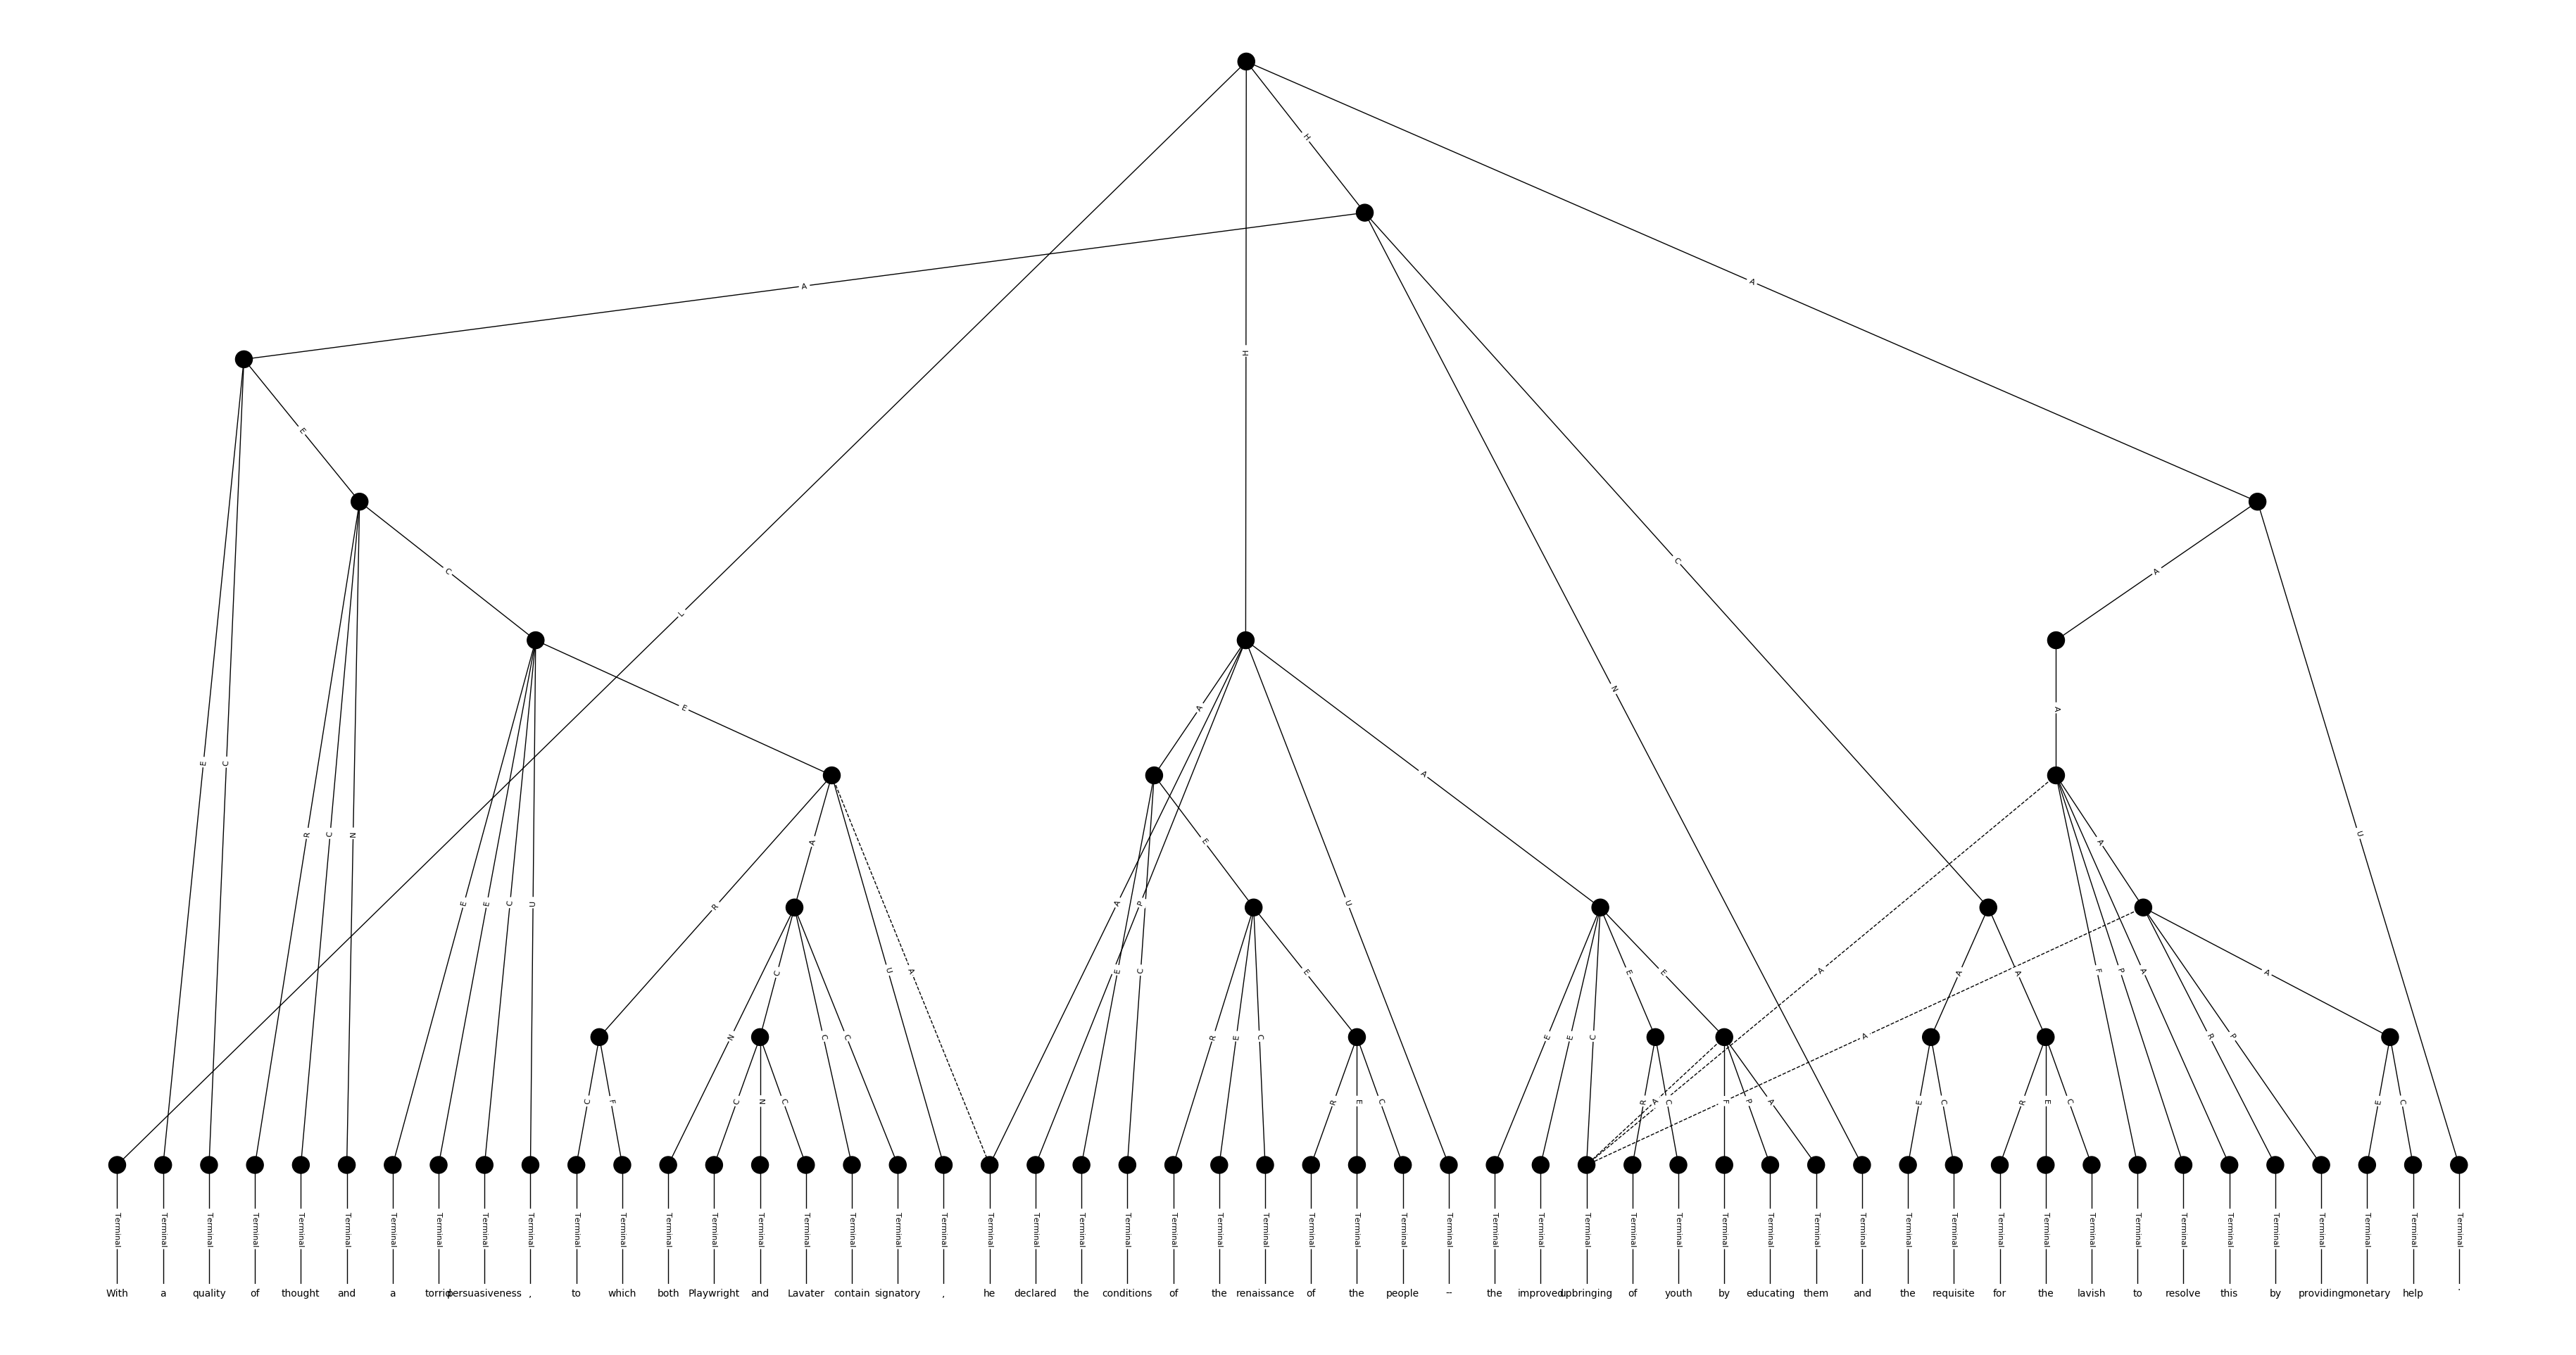 H
A
A
E
C
A
H
C
L
N
E
A
A
E C
R C N
A
U
E E C U
R
A
E
A
A P
U
A
N C
C C
U A
E C
E
E E
A
F P A
A A
A
N
C
C
C
R E C
E E C
A
R P
C F
C N C
R E C
R C
A
F P A
E C
R E C
E C
Terminal Terminal Terminal Terminal Terminal Terminal Terminal Terminal Terminal Terminal Terminal Terminal Terminal Terminal Terminal Terminal Terminal Terminal Terminal Terminal Terminal Terminal Terminal Terminal Terminal Terminal Terminal Terminal Terminal Terminal Terminal Terminal Terminal Terminal Terminal Terminal Terminal Terminal Terminal Terminal Terminal Terminal Terminal Terminal Terminal Terminal Terminal Terminal Terminal Terminal Terminal Terminal
With a quality of thought and a torrid persuasiveness , to which both Playwright and Lavater contain signatory , he declared the conditions of the renaissance of the people -- the improved upbringing of youth by educating them and the requisite for the lavish to resolve this by providing monetary help .